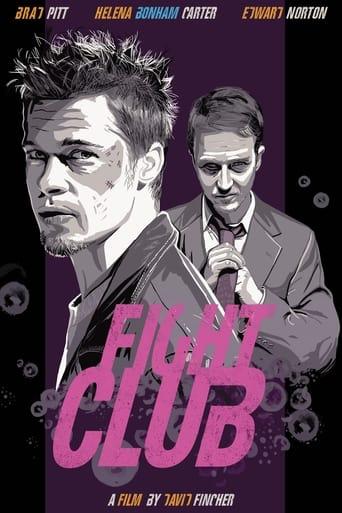 BRAD PITT HELENA BONHAM CARTER EDWARD NORTON
FIGHT
CLUB
A FILM BY DAVID FINCHER